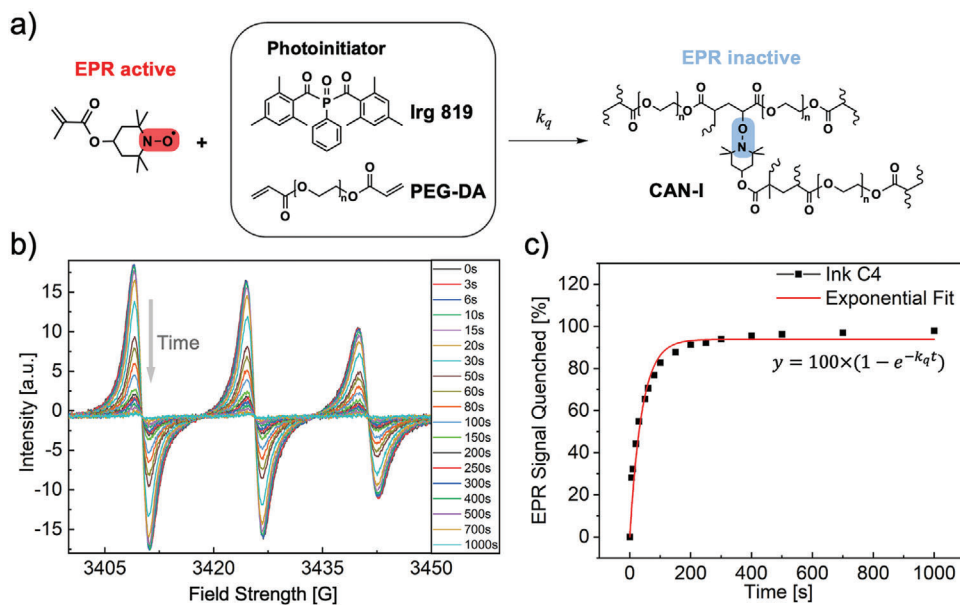 a)
EPR active
O
O
N-O•
+
Photoinitiator
O O O
P
Irg 819
O
O
O
n
O
O
PEG-DA
kq
EPR inactive
O
O
n
O
O
O
O
O
n
O
O
O
N
O
O
O
O
O
n
O
O
CAN-I
b)
Intensity [a.u.]
15
10
5
0
-5
-10
-15
3405
3420
3435
3450
Field Strength [G]
Time
0s
3s
6s
10s
15s
20s
30s
50s
60s
80s
100s
150s
200s
250s
300s
400s
500s
700s
1000s
c)
EPR Signal Quenched [%]
120
100
80
60
40
20
0
0
200
400
600
800
1000
Time [s]
Ink C4
Exponential Fit
y = 100×(1 − e^-kqt)